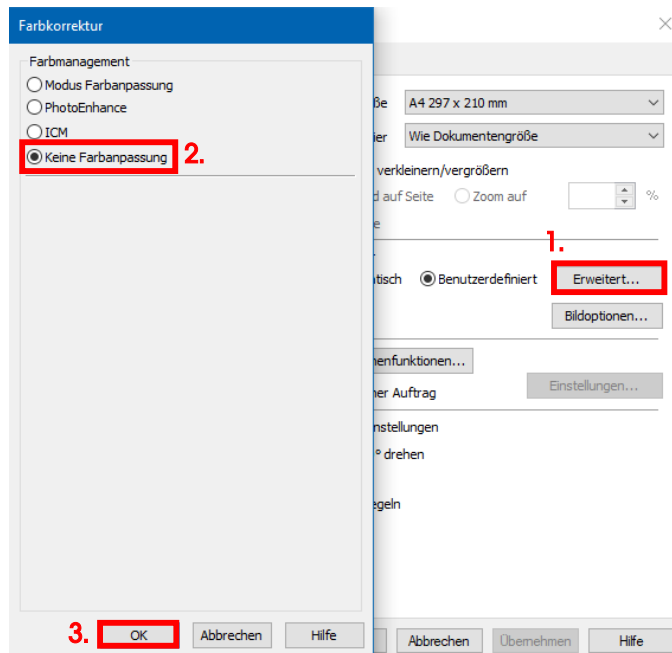 Farbkorrektur
Farbmanagement
Modus Farbanpassung
PhotoEnhance
ICM
Keine Farbanpassung
2.
3.
OK
Abbrechen
Hilfe
ße
A4 297 x 210 mm
ier
Wie Dokumentengröße
verkleinern/vergrößern
d auf Seite
Zoom auf
%
e
1.
tisch
Benutzerdefiniert
Erweitert...
Bildoptionen...
enfunktionen...
er Auftrag
Einstellungen...
nstellungen
° drehen
egeln
Abbrechen
Übernehmen
Hilfe